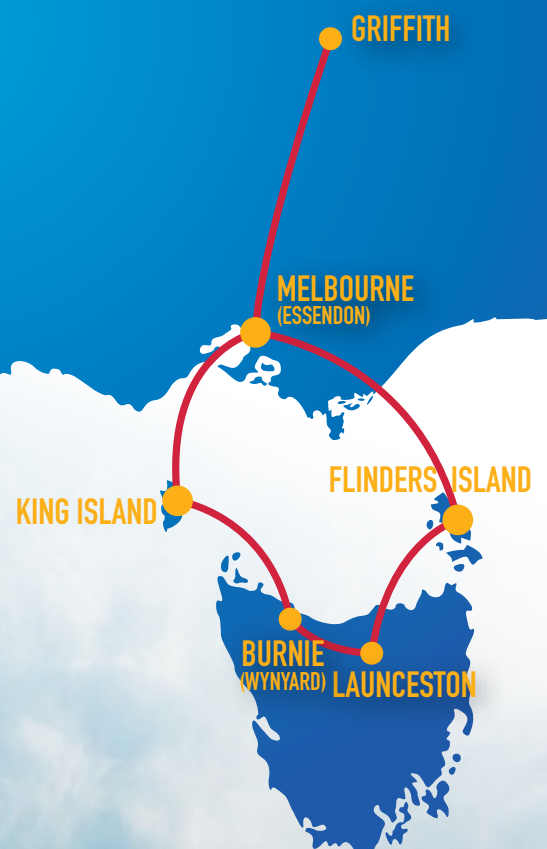 GRIFFITH
MELBOURNE
(ESSENDON)
FLINDERS ISLAND
KING ISLAND
BURNIE
(WYNYARD)
LAUNCESTON